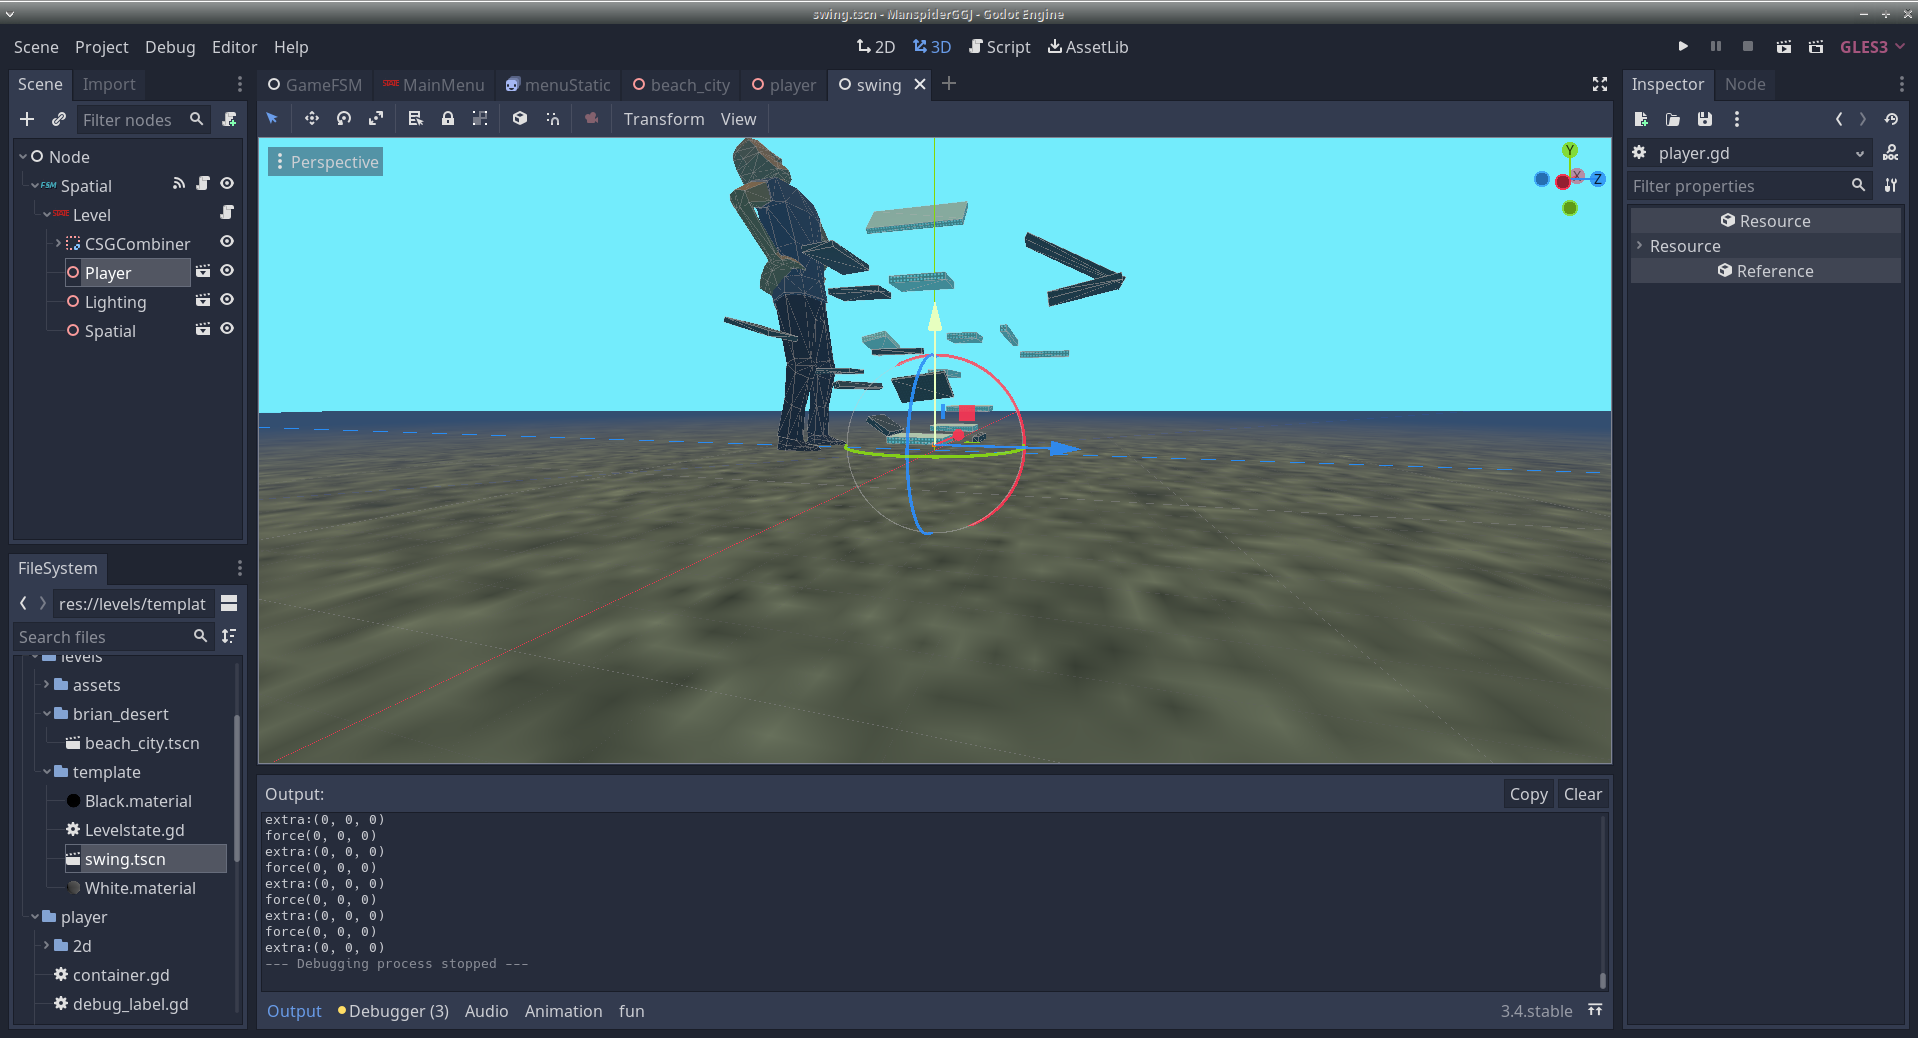 swing.tscn - ManspiderGGJ - Godot Engine
Scene Project Debug Editor Help
2D 3D Script AssetLib
GLES3
Scene Import
GameFSM MainMenu menuStatic beach_city player swing
Inspector Node
Filter nodes
Transform View
Node
FSM Spatial
STAGE Level
CSGCombiner
Player
Lighting
Spatial
Perspective
Y
X
Z
player.gd
DOC
Filter properties
Resource
Resource
Reference
FileSystem
res://levels/templat
Search files
levels
assets
brian_desert
beach_city.tscn
template
Black.material
Levelstate.gd
swing.tscn
White.material
player
2d
container.gd
debug_label.gd
Output:
Copy Clear
extra:(0, 0, 0)
force(0, 0, 0)
extra:(0, 0, 0)
force(0, 0, 0)
extra:(0, 0, 0)
force(0, 0, 0)
extra:(0, 0, 0)
force(0, 0, 0)
extra:(0, 0, 0)
--- Debugging process stopped ---
Output Debugger (3) Audio Animation fun
3.4.stable